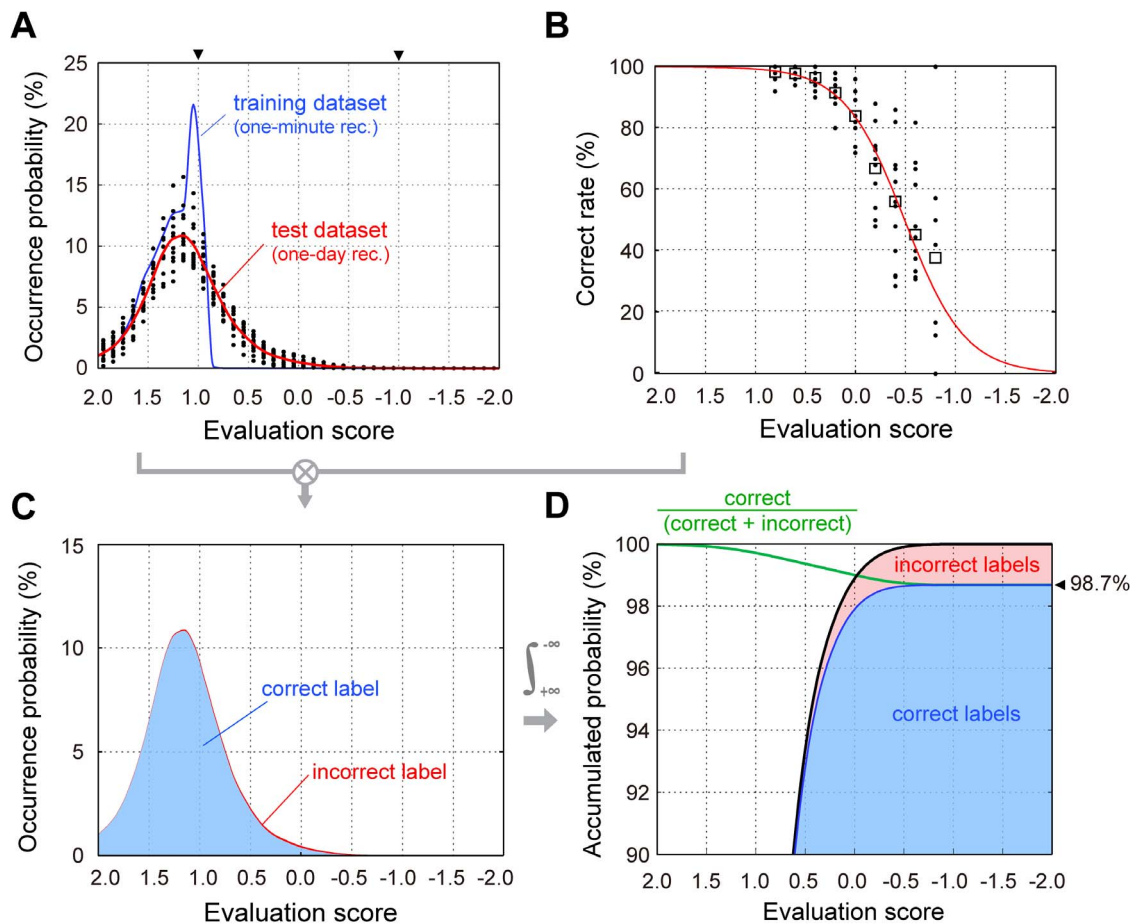 A
25
20
15
10
5
0
Occurrence probability (%)
training dataset
(one-minute rec.)
test dataset
(one-day rec.)
2.0 1.5 1.0 0.5 0.0 -0.5 -1.0 -1.5 -2.0
Evaluation score
B
100
80
60
40
20
0
Correct rate (%)
2.0 1.5 1.0 0.5 0.0 -0.5 -1.0 -1.5 -2.0
Evaluation score
C
15
10
5
0
Occurrence probability (%)
correct label
incorrect label
2.0 1.5 1.0 0.5 0.0 -0.5 -1.0 -1.5 -2.0
Evaluation score
∫
-∞
+∞
D
correct
(correct + incorrect)
100
98
96
94
92
90
Accumulated probability (%)
incorrect labels
98.7%
correct labels
2.0 1.5 1.0 0.5 0.0 -0.5 -1.0 -1.5 -2.0
Evaluation score